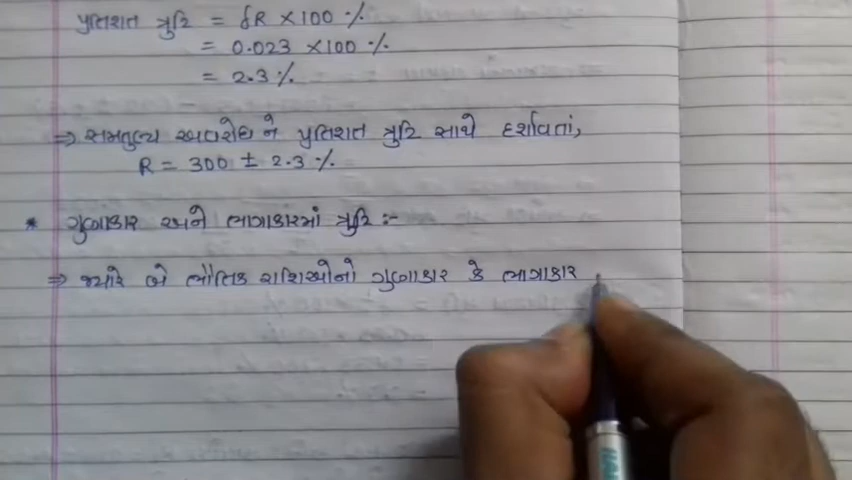 પ્રતિશત ત્રુટિ = δR × 100 %
= 0.023 × 100 %
= 2.3 %
⇒ સમતુલ્ય અવરોધ ને પ્રતિશત ત્રુટિ સાથે દર્શાવતાં,
R = 300 ± 2.3 %
* ગુણાકાર અને ભાગાકારમાં ત્રુટિ :-
⇒ જ્યારે બે ભૌતિક રાશિઓનો ગુણાકાર કે ભાગાકાર